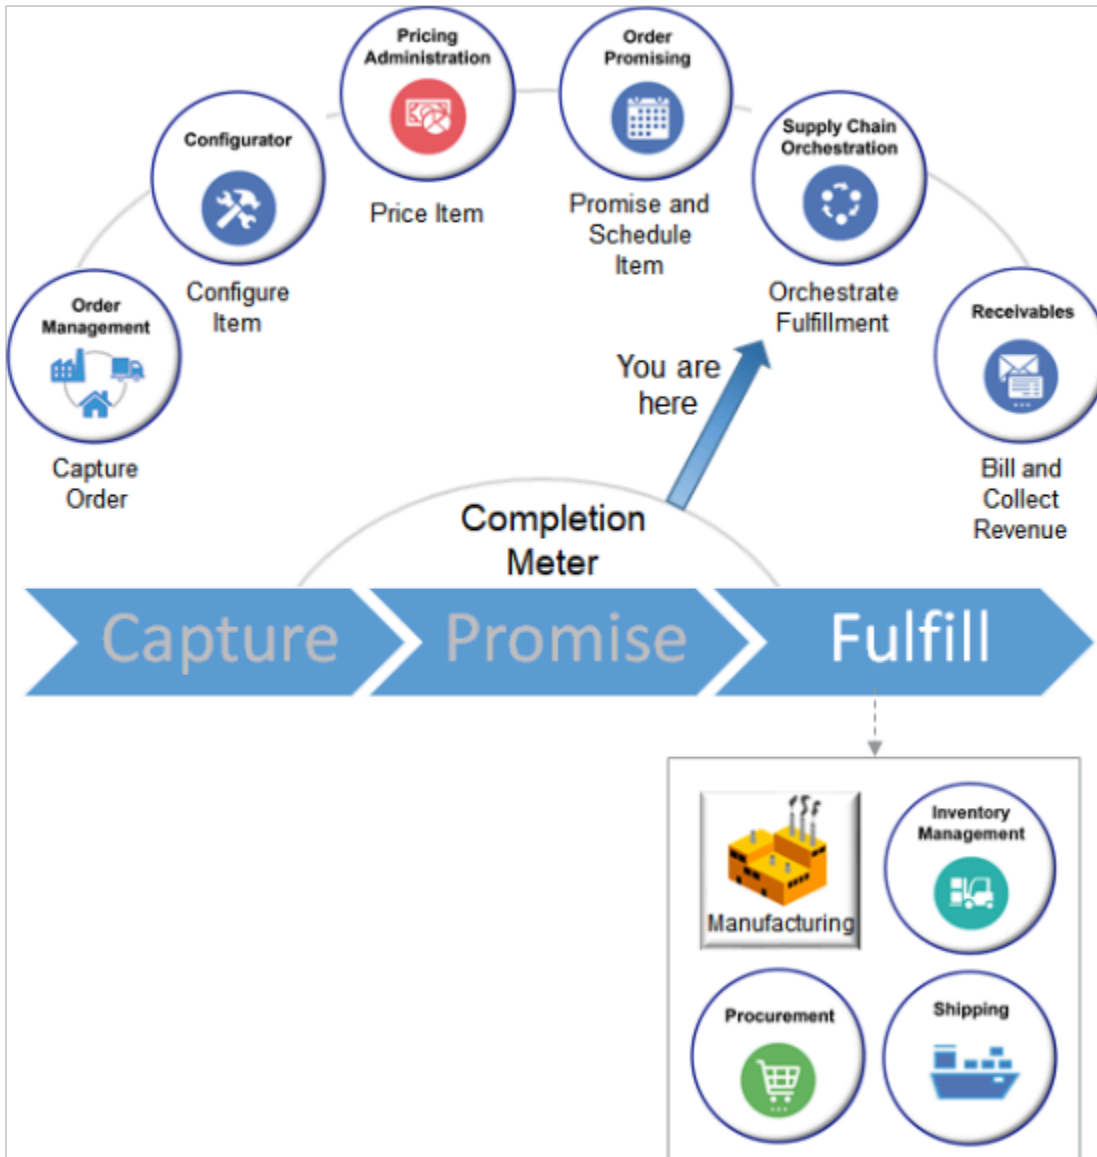 Pricing
Administration
Price Item
Order
Promising
Promise and
Schedule
Item
Configurator
Configure
Item
Supply Chain
Orchestration
Orchestrate
Fulfillment
Order
Management
Capture
Order
Receivables
Bill and
Collect
Revenue
You are
here
Completion
Meter
Capture
Promise
Fulfill
Manufacturing
Inventory
Management
Procurement
Shipping